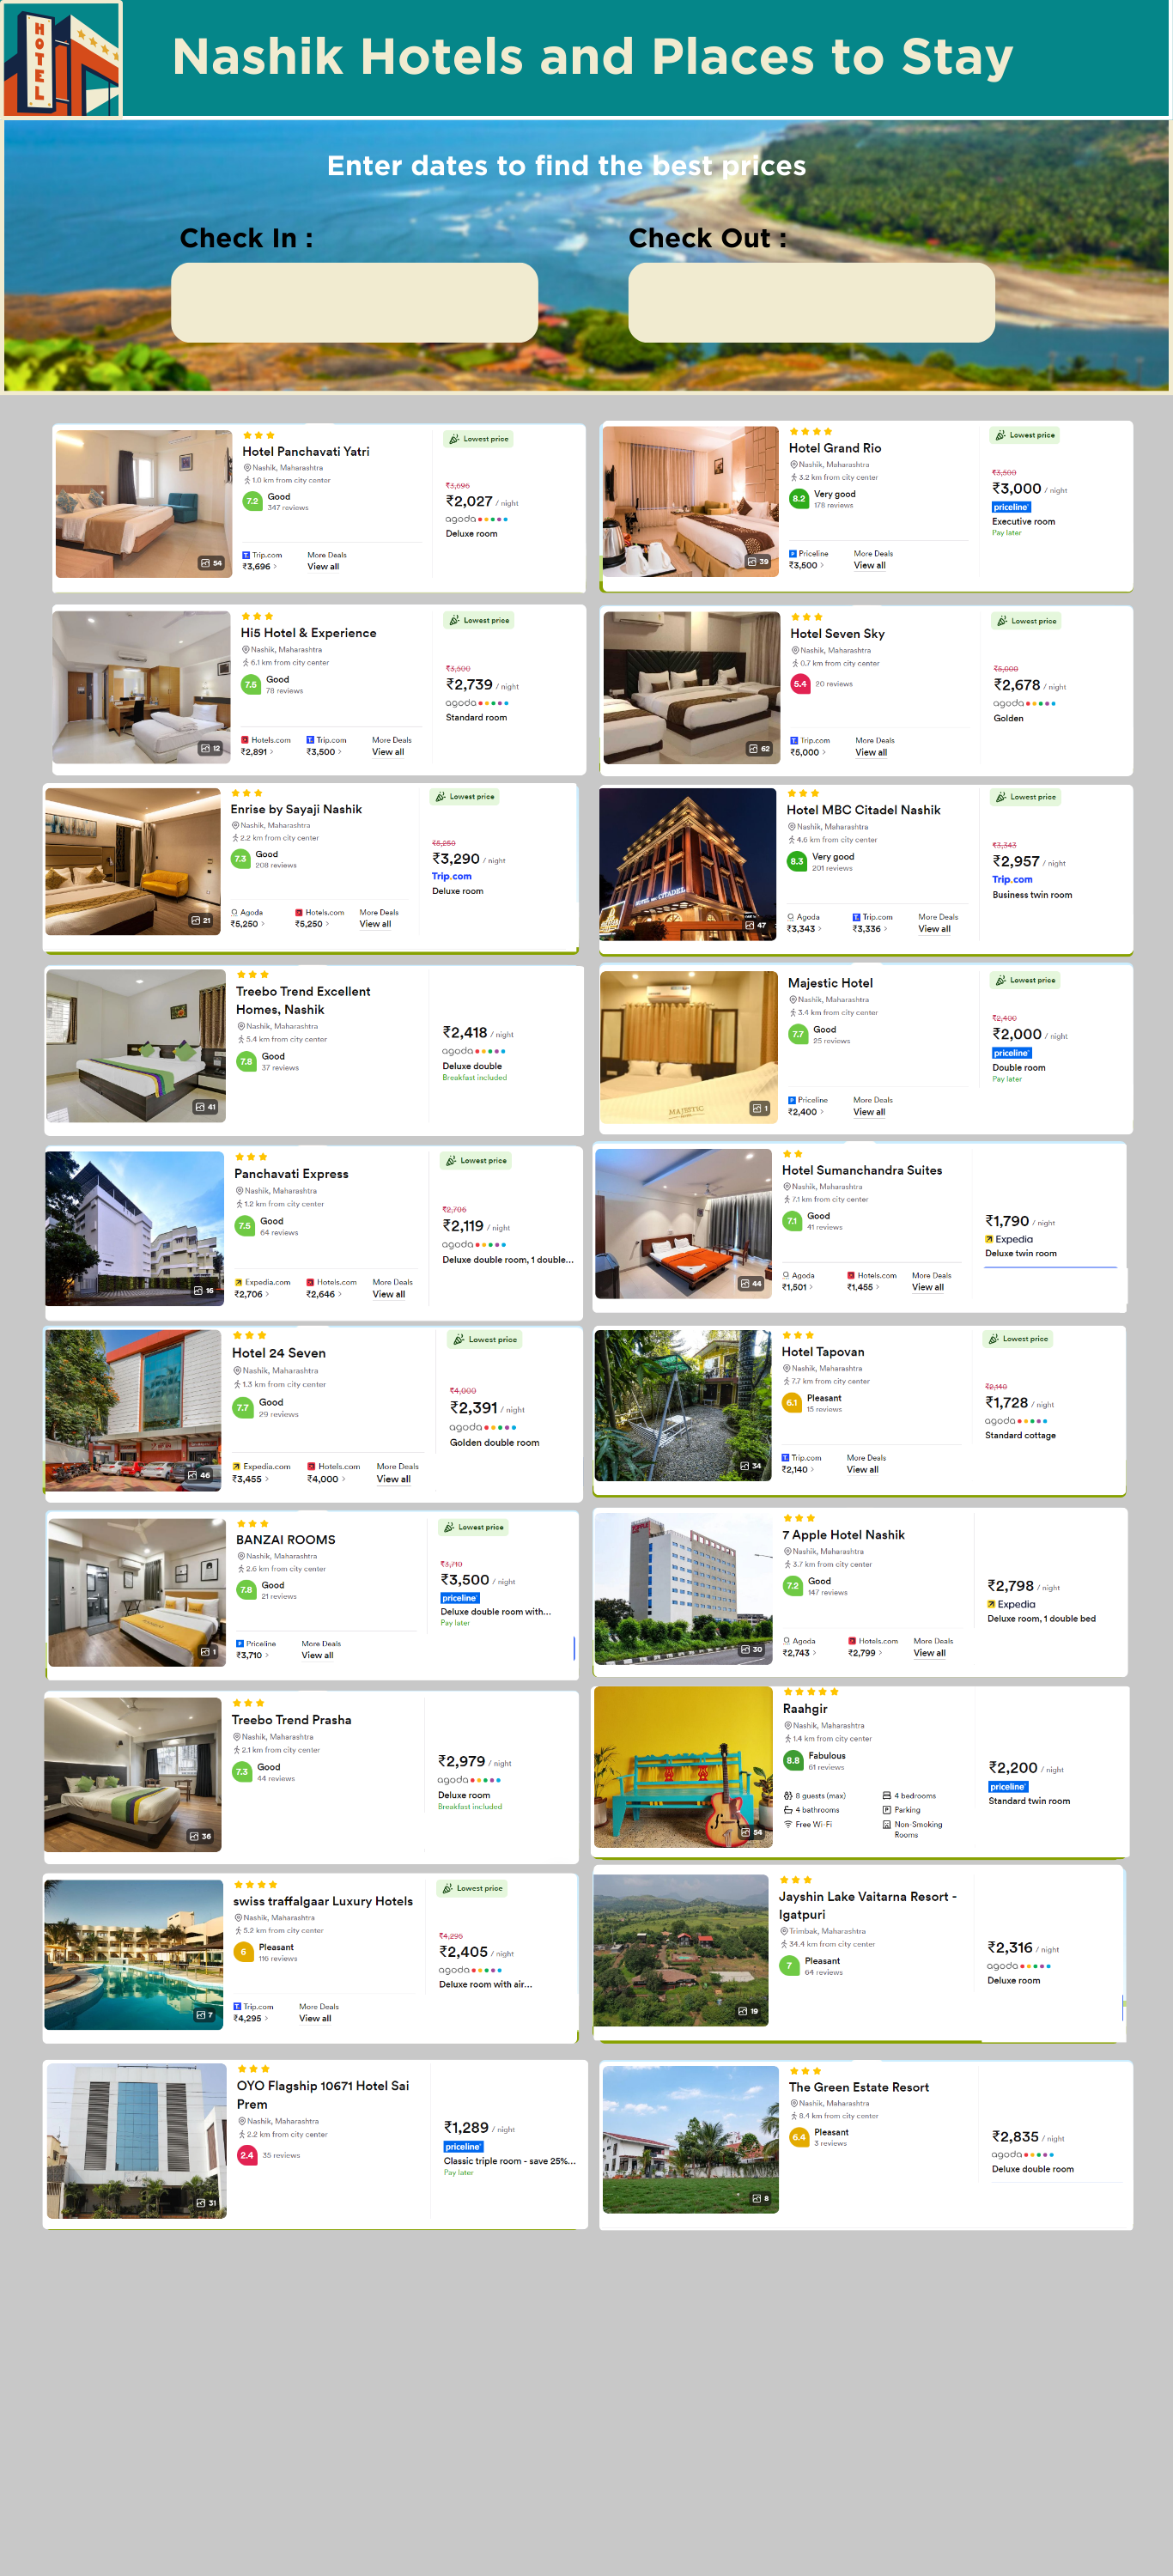 HOTEL
Nashik Hotels and Places to Stay
Enter dates to find the best prices
Check In :
Check Out :
Hotel Panchavati Yatri
Nashik, Maharashtra
1.0 km from city center
7.2 Good
347 reviews
Trip.com More Deals
₹3,696 > View all
54
Lowest price
₹3,696
₹2,027 / night
agoda
Deluxe room
Hotel Grand Rio
Nashik, Maharashtra
3.2 km from city center
8.2 Very good
178 reviews
Priceline More Deals
₹3,500 > View all
39
Lowest price
₹3,500
₹3,000 / night
priceline
Executive room
Pay later
Hi5 Hotel & Experience
Nashik, Maharashtra
6.1 km from city center
7.5 Good
78 reviews
Hotels.com Trip.com More Deals
₹2,891 > ₹3,500 > View all
12
Lowest price
₹3,500
₹2,739 / night
agoda
Standard room
Hotel Seven Sky
Nashik, Maharashtra
0.7 km from city center
5.4 20 reviews
Trip.com More Deals
₹5,000 > View all
62
Lowest price
₹5,000
₹2,678 / night
agoda
Golden
Enrise by Sayaji Nashik
Nashik, Maharashtra
2.2 km from city center
7.3 Good
208 reviews
Agoda Hotels.com More Deals
₹5,250 > ₹5,250 > View all
21
Lowest price
₹5,250
₹3,290 / night
Trip.com
Deluxe room
Hotel MBC Citadel Nashik
Nashik, Maharashtra
4.6 km from city center
8.3 Very good
201 reviews
Agoda Trip.com More Deals
₹3,343 > ₹3,336 > View all
47
Lowest price
₹3,343
₹2,957 / night
Trip.com
Business twin room
Treebo Trend Excellent
Homes, Nashik
Nashik, Maharashtra
5.4 km from city center
7.8 Good
37 reviews
41
₹2,418 / night
agoda
Deluxe double
Breakfast included
Majestic Hotel
Nashik, Maharashtra
3.4 km from city center
7.7 Good
25 reviews
Priceline More Deals
₹2,400 > View all
MAJESTIC
1
Lowest price
₹2,400
₹2,000 / night
priceline
Double room
Pay later
Panchavati Express
Nashik, Maharashtra
1.2 km from city center
7.5 Good
64 reviews
Expedia.com Hotels.com More Deals
₹2,706 > ₹2,646 > View all
16
Lowest price
₹2,706
₹2,119 / night
agoda
Deluxe double room, 1 double...
Hotel Sumanchandra Suites
Nashik, Maharashtra
7.1 km from city center
7.1 Good
41 reviews
Agoda Hotels.com More Deals
₹1,501 > ₹1,455 > View all
44
₹1,790 / night
Expedia
Deluxe twin room
Hotel 24 Seven
Nashik, Maharashtra
1.3 km from city center
7.7 Good
29 reviews
Expedia.com Hotels.com More Deals
₹3,455 > ₹4,000 > View all
46
Lowest price
₹4,000
₹2,391 / night
agoda
Golden double room
Hotel Tapovan
Nashik, Maharashtra
7.7 km from city center
6.1 Pleasant
15 reviews
Trip.com More Deals
₹2,140 > View all
34
Lowest price
₹2,140
₹1,728 / night
agoda
Standard cottage
BANZAI ROOMS
Nashik, Maharashtra
2.6 km from city center
7.8 Good
21 reviews
Priceline More Deals
₹3,710 > View all
1
Lowest price
₹3,710
₹3,500 / night
priceline
Deluxe double room with...
Pay later
7 Apple Hotel Nashik
Nashik, Maharashtra
3.7 km from city center
7.2 Good
147 reviews
Agoda Hotels.com More Deals
₹2,743 > ₹2,799 > View all
30
₹2,798 / night
Expedia
Deluxe room, 1 double bed
Treebo Trend Prasha
Nashik, Maharashtra
2.1 km from city center
7.3 Good
44 reviews
36
₹2,979 / night
agoda
Deluxe room
Breakfast included
Raahgir
Nashik, Maharashtra
1.4 km from city center
8.8 Fabulous
61 reviews
8 guests (max) 4 bedrooms
4 bathrooms Parking
Free Wi-Fi Non-Smoking
Rooms
54
₹2,200 / night
priceline
Standard twin room
swiss traffalgaar Luxury Hotels
Nashik, Maharashtra
5.2 km from city center
6 Pleasant
116 reviews
Trip.com More Deals
₹4,295 > View all
7
Lowest price
₹4,295
₹2,405 / night
agoda
Deluxe room with air...
Jayshin Lake Vaitarna Resort -
Igatpuri
Trimbak, Maharashtra
34.4 km from city center
7 Pleasant
64 reviews
19
₹2,316 / night
agoda
Deluxe room
OYO Flagship 10671 Hotel Sai
Prem
Nashik, Maharashtra
2.2 km from city center
2.4 35 reviews
31
₹1,289 / night
priceline
Classic triple room - save 25%...
Pay later
The Green Estate Resort
Nashik, Maharashtra
8.4 km from city center
6.4 Pleasant
3 reviews
8
₹2,835 / night
agoda
Deluxe double room